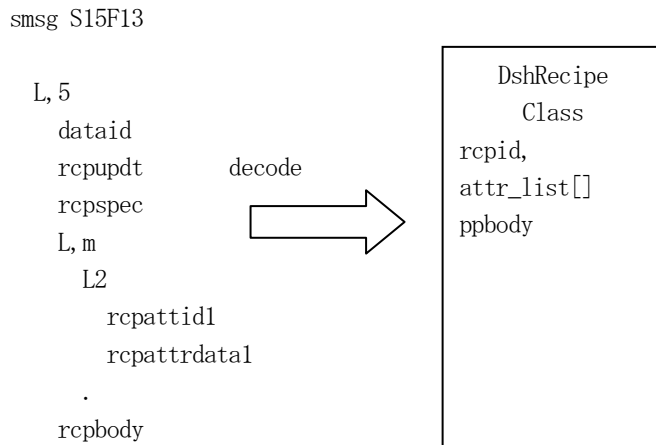 smsg S15F13
L,5
dataid
rcpupdt
rcpspec
L,m
L2
rcpattid1
rcpattrdata1
.
rcpbody
decode
DshRecipe
Class
rcpid,
attr_list[]
ppbody